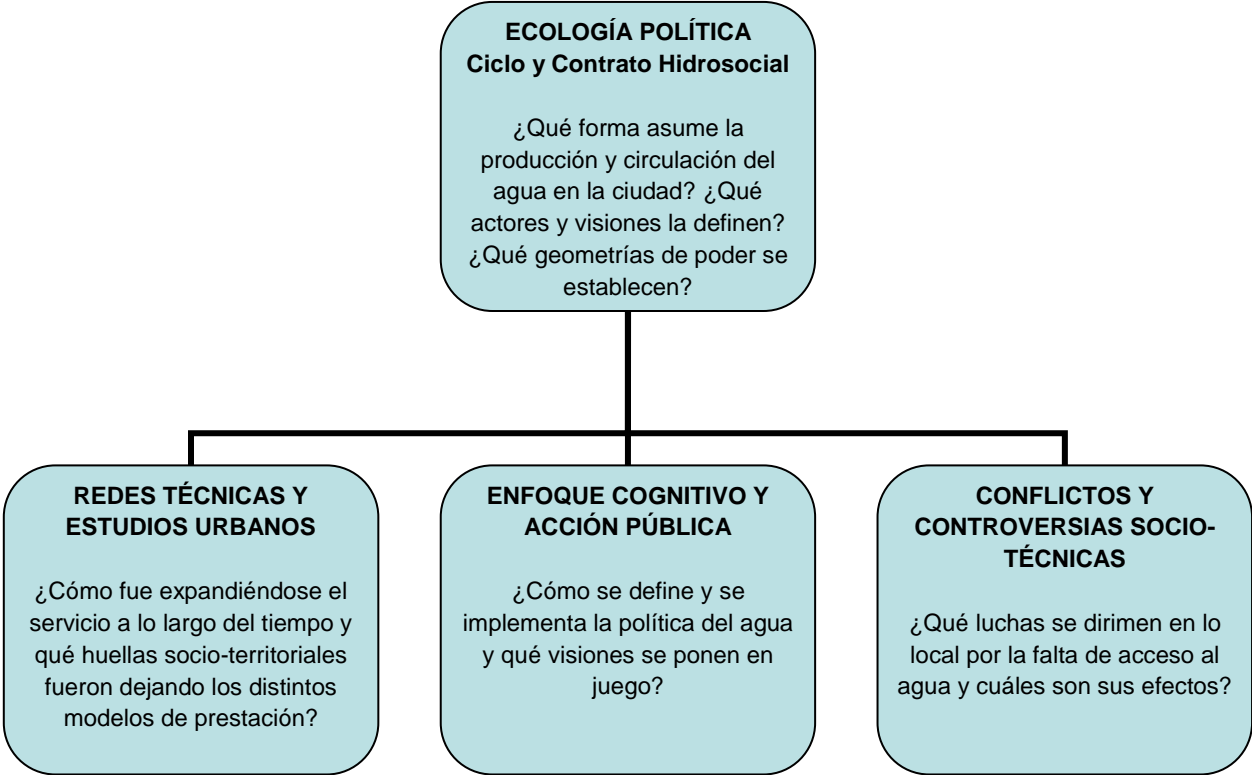 ECOLOGÍA POLÍTICA
Ciclo y Contrato Hidrosocial
¿Qué forma asume la
producción y circulación del
agua en la ciudad? ¿Qué
actores y visiones la definen?
¿Qué geometrías de poder se
establecen?
REDES TÉCNICAS Y
ESTUDIOS URBANOS
¿Cómo fue expandiéndose el
servicio a lo largo del tiempo y
qué huellas socio-territoriales
fueron dejando los distintos
modelos de prestación?
ENFOQUE COGNITIVO Y
ACCIÓN PÚBLICA
¿Cómo se define y se
implementa la política del agua
y qué visiones se ponen en
juego?
CONFLICTOS Y
CONTROVERSIAS SOCIO-
TÉCNICAS
¿Qué luchas se dirimen en lo
local por la falta de acceso al
agua y cuáles son sus efectos?